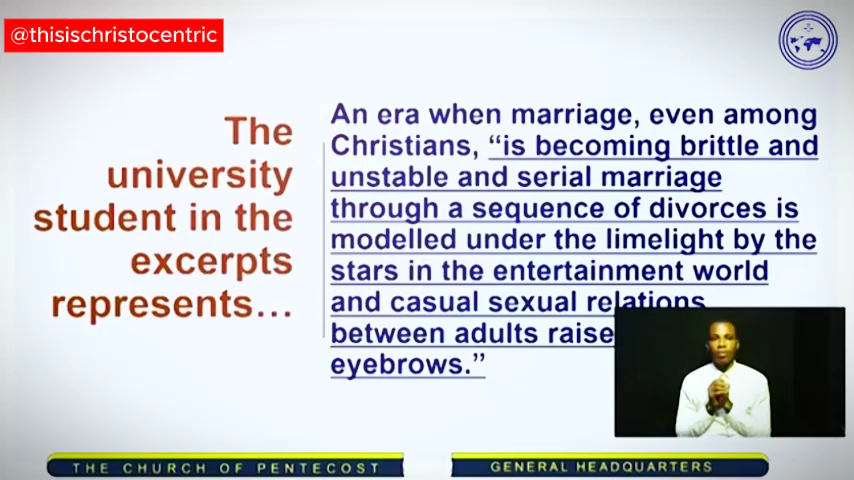 @thisischristocentric
The
university
student in the
excerpts
represents...
An era when marriage, even among
Christians, “is becoming brittle and
unstable and serial marriage
through a sequence of divorces is
modelled under the limelight by the
stars in the entertainment world
and casual sexual relations
between adults raise
eyebrows.”
THE CHURCH OF PENTECOST
GENERAL HEADQUARTERS